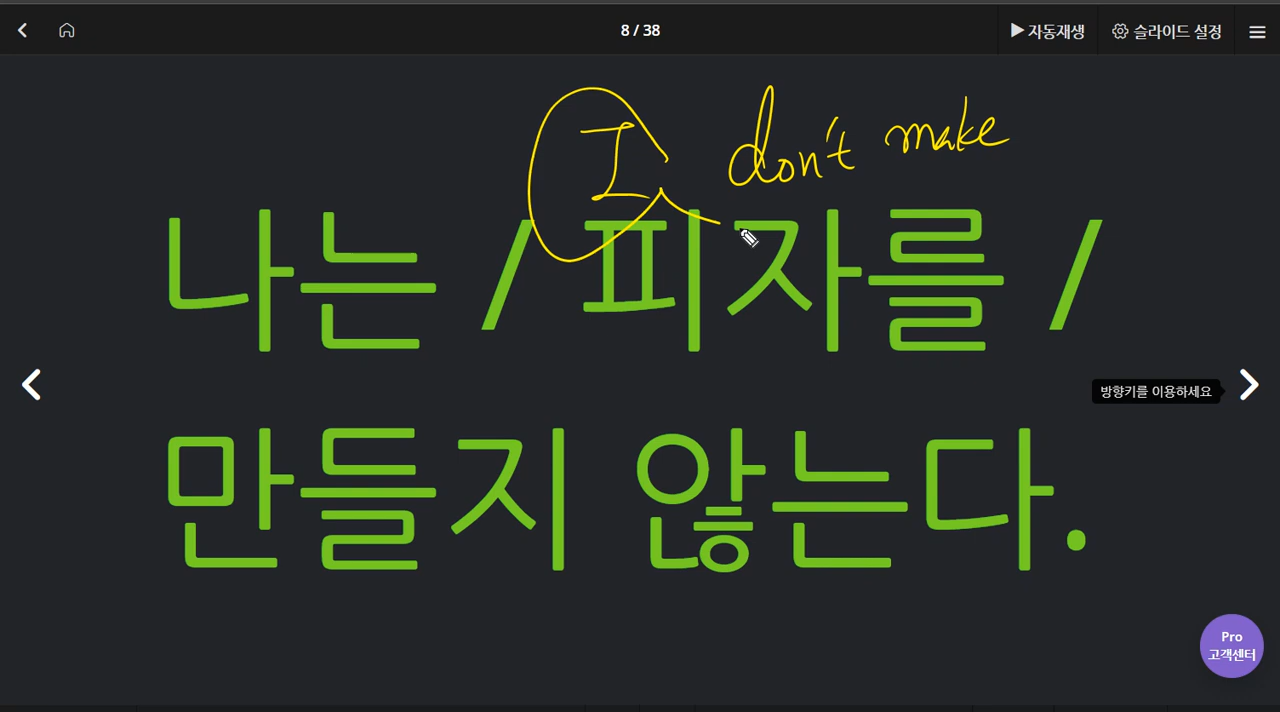 8 / 38
▶ 자동재생
슬라이드 설정
I don't make
나는 / 피자를 /
만들지 않는다.
방향키를 이용하세요
Pro
고객센터